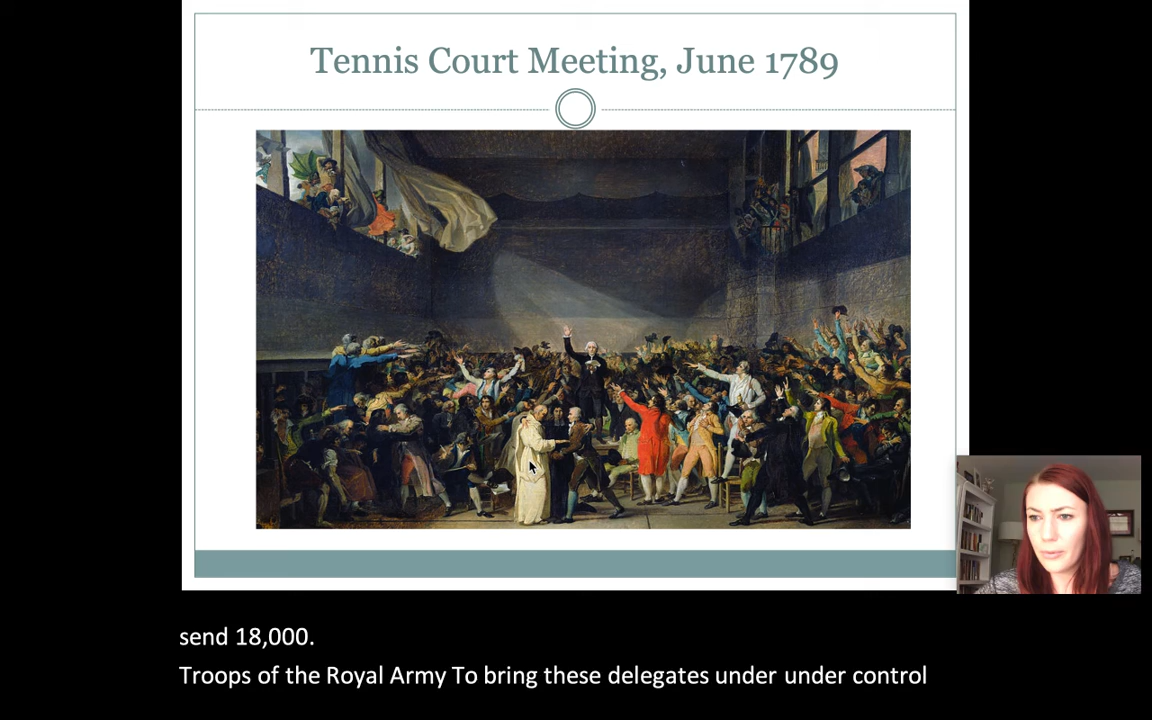 Tennis Court Meeting, June 1789
send 18,000.
Troops of the Royal Army To bring these delegates under under control